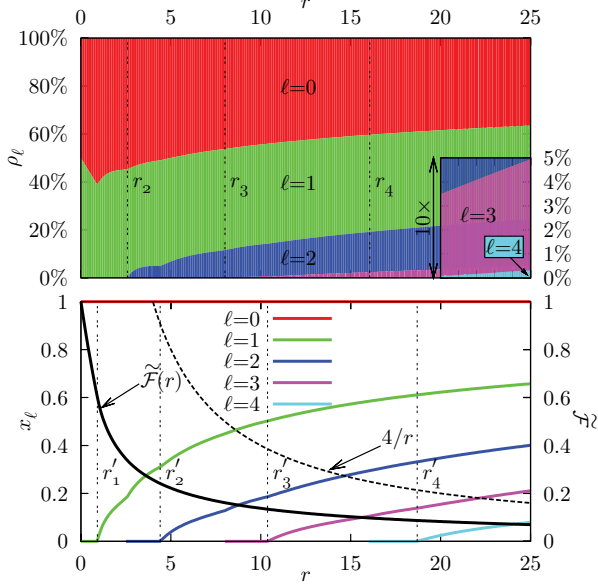 r
0 5 10 15 20 25
100%
80%
60%
40%
20%
0%
ρℓ
ℓ=0
ℓ=1
ℓ=2
r2
r3
r4
10×
ℓ=3
ℓ=4
5%
4%
3%
2%
1%
0%
1
0.8
0.6
0.4
0.2
0
xℓ
ℓ=0
ℓ=1
ℓ=2
ℓ=3
ℓ=4
F̃(r)
4/r
r′1
r′2
r′3
r′4
1
0.8
0.6
0.4
0.2
0
F̃
0 5 10 15 20 25
r